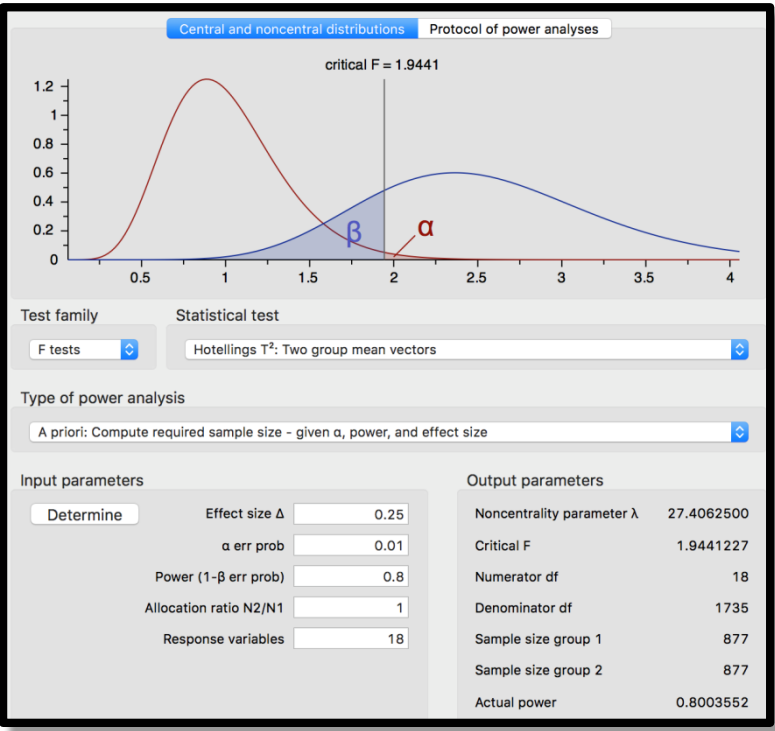 Central and noncentral distributions Protocol of power analyses
critical F = 1.9441
1.2
1
0.8
0.6
0.4
0.2
0
β
α
0.5 1 1.5 2 2.5 3 3.5 4
Test family Statistical test
F tests Hotellings T²: Two group mean vectors
Type of power analysis
A priori: Compute required sample size - given α, power, and effect size
Input parameters Output parameters
Determine Effect size Δ 0.25 Noncentrality parameter λ 27.4062500
α err prob 0.01 Critical F 1.9441227
Power (1-β err prob) 0.8 Numerator df 18
Allocation ratio N2/N1 1 Denominator df 1735
Response variables 18 Sample size group 1 877
Sample size group 2 877
Actual power 0.8003552